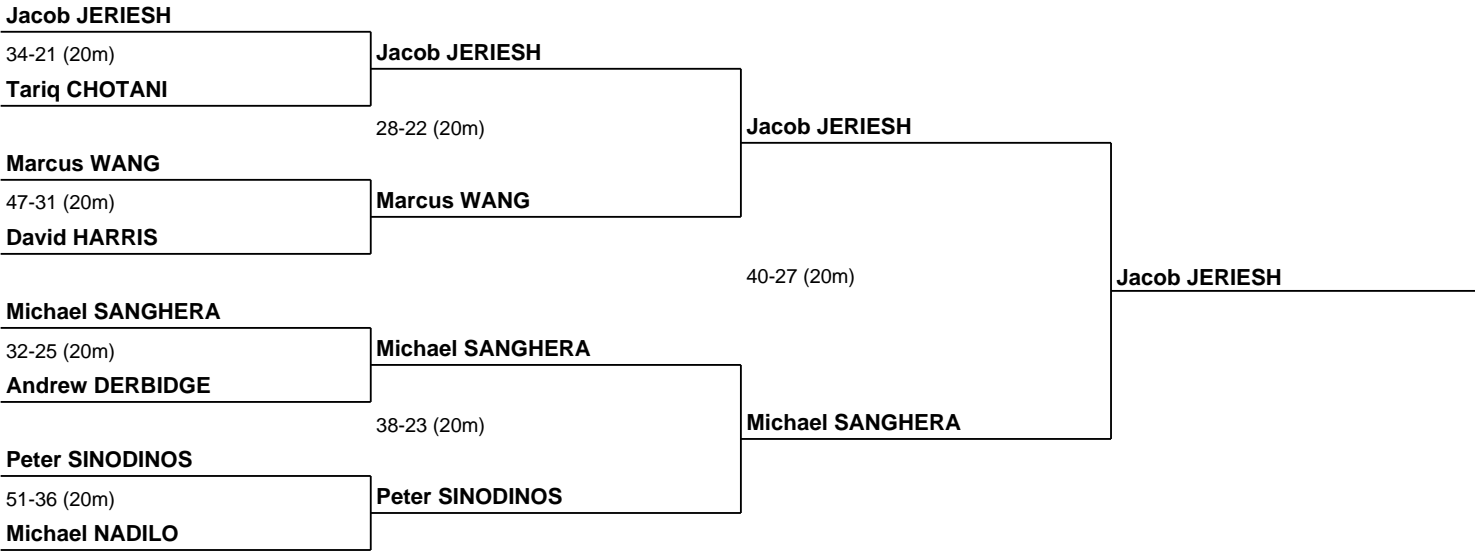 Jacob JERIESH
34-21 (20m)
Tariq CHOTANI
Marcus WANG
47-31 (20m)
David HARRIS
Michael SANGHERA
32-25 (20m)
Andrew DERBIDGE
Peter SINODINOS
51-36 (20m)
Michael NADILO
Jacob JERIESH
28-22 (20m)
Marcus WANG
Michael SANGHERA
38-23 (20m)
Peter SINODINOS
Jacob JERIESH
40-27 (20m)
Michael SANGHERA
Jacob JERIESH